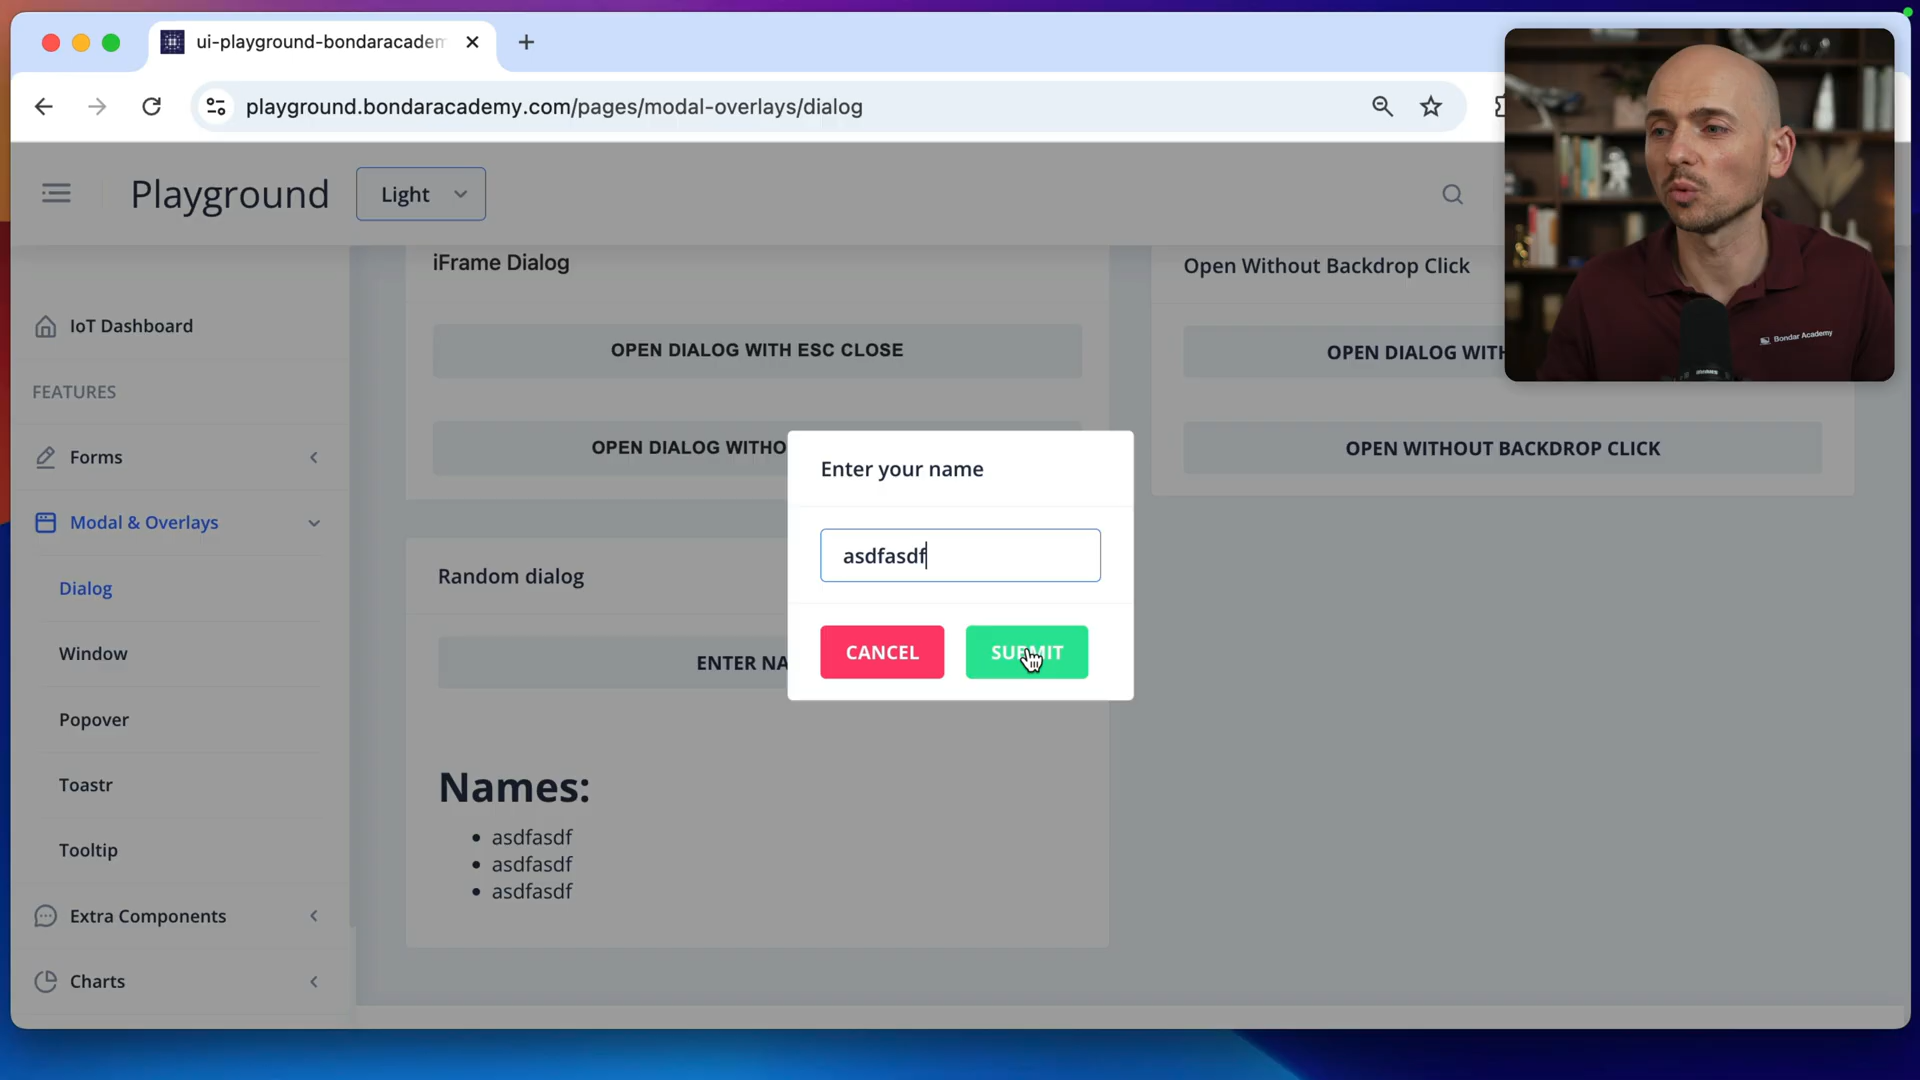 ui-playground-bondaracadem
playground.bondaracademy.com/pages/modal-overlays/dialog
Playground
Light
Bondar Academy
iFrame Dialog
Open Without Backdrop Click
IoT Dashboard
OPEN DIALOG WITH ESC CLOSE
OPEN DIALOG WITH
FEATURES
OPEN DIALOG WITHO
OPEN WITHOUT BACKDROP CLICK
Forms
Enter your name
Modal & Overlays
asdfasdf
Random dialog
Dialog
CANCEL
SUBMIT
Window
ENTER NA
Popover
Toastr
Names:
asdfasdf
Tooltip
asdfasdf
asdfasdf
Extra Components
Charts